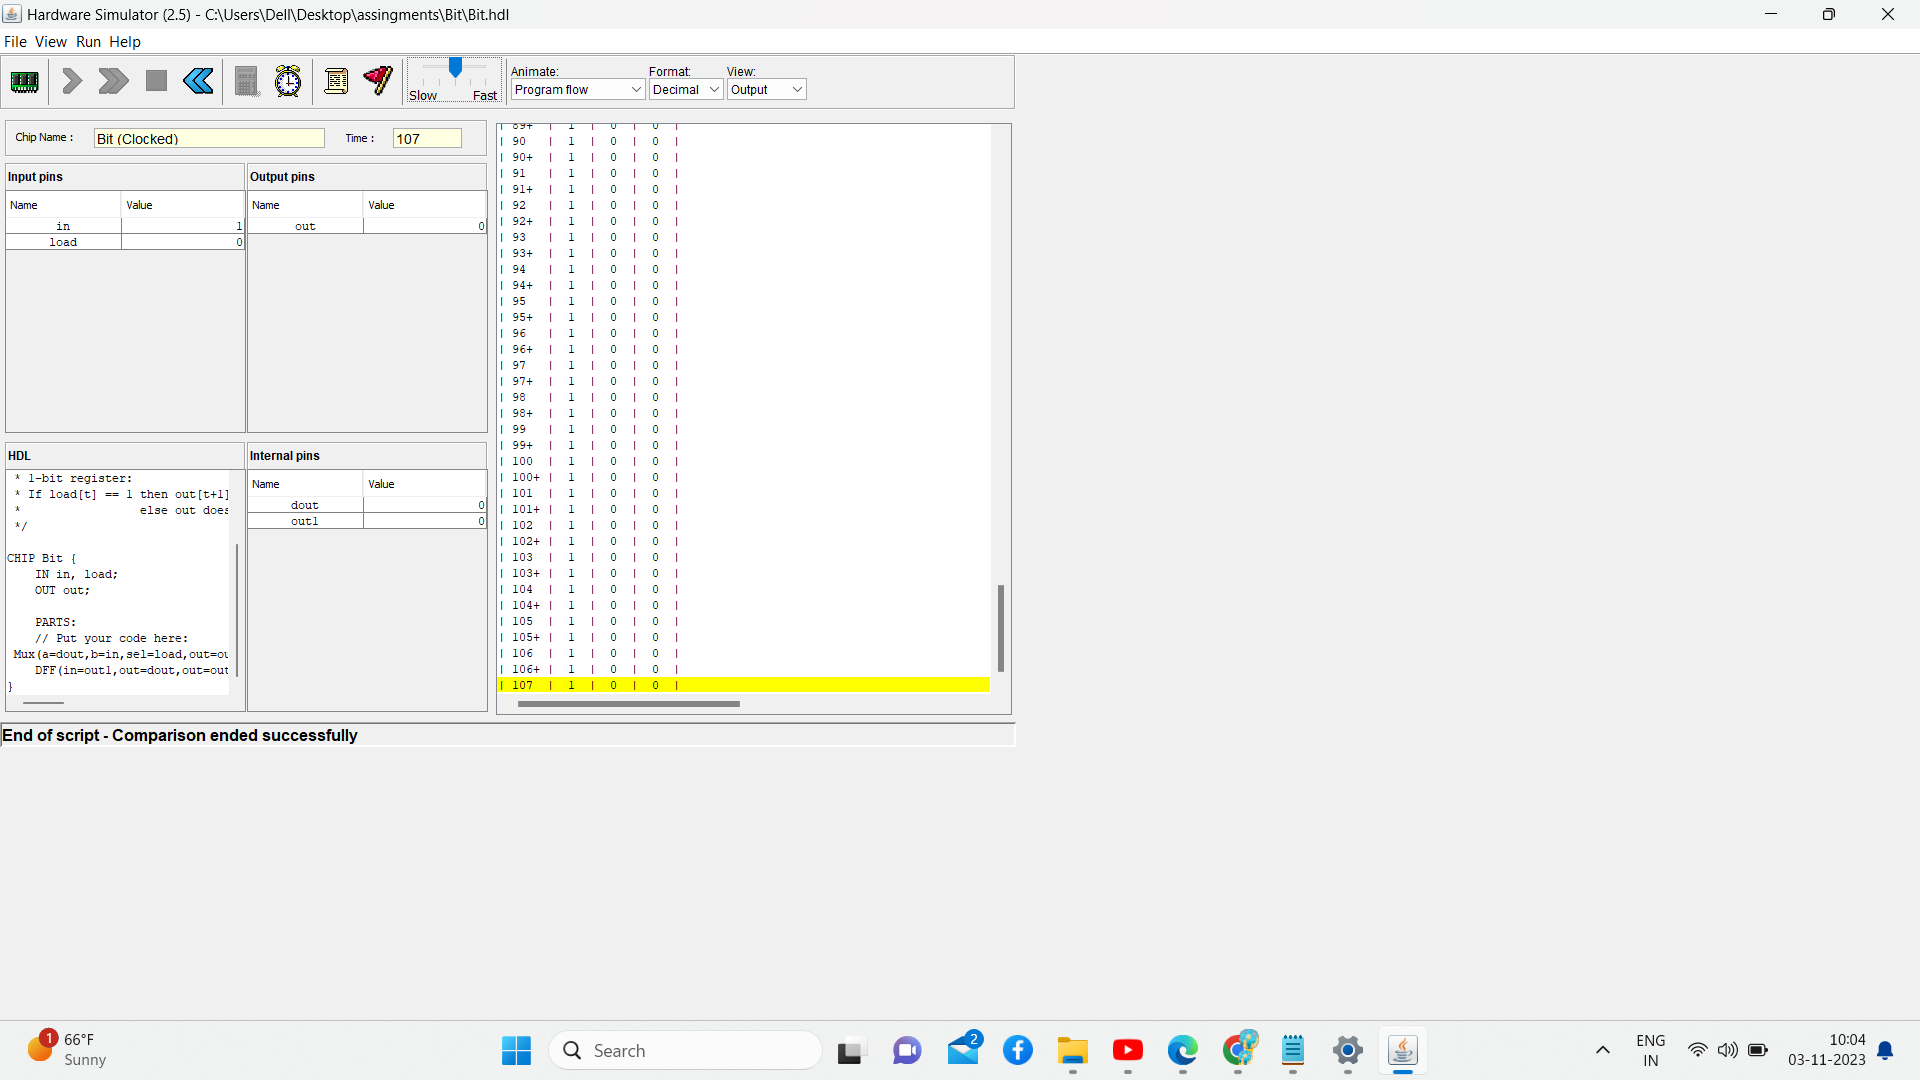 Hardware Simulator (2.5) - C:\Users\Dell\Desktop\assingments\Bit\Bit.hdl
File View Run Help
Slow Fast
Animate:
Program flow
Format:
Decimal
View:
Output
Chip Name :
Bit (Clocked)
Time :
107
Input pins
Name Value
in 1
load 0
Output pins
Name Value
out 0
HDL
* 1-bit register:
* If load[t] == 1 then out[t+1]
* else out does
*/
CHIP Bit {
IN in, load;
OUT out;
PARTS:
// Put your code here:
Mux(a=dout,b=in,sel=load,out=ou
DFF(in=out1,out=dout,out=out
}
Internal pins
Name Value
dout 0
out1 0
| 89+ | 1 | 0 | 0 |
| 90 | 1 | 0 | 0 |
| 90+ | 1 | 0 | 0 |
| 91 | 1 | 0 | 0 |
| 91+ | 1 | 0 | 0 |
| 92 | 1 | 0 | 0 |
| 92+ | 1 | 0 | 0 |
| 93 | 1 | 0 | 0 |
| 93+ | 1 | 0 | 0 |
| 94 | 1 | 0 | 0 |
| 94+ | 1 | 0 | 0 |
| 95 | 1 | 0 | 0 |
| 95+ | 1 | 0 | 0 |
| 96 | 1 | 0 | 0 |
| 96+ | 1 | 0 | 0 |
| 97 | 1 | 0 | 0 |
| 97+ | 1 | 0 | 0 |
| 98 | 1 | 0 | 0 |
| 98+ | 1 | 0 | 0 |
| 99 | 1 | 0 | 0 |
| 99+ | 1 | 0 | 0 |
| 100 | 1 | 0 | 0 |
| 100+ | 1 | 0 | 0 |
| 101 | 1 | 0 | 0 |
| 101+ | 1 | 0 | 0 |
| 102 | 1 | 0 | 0 |
| 102+ | 1 | 0 | 0 |
| 103 | 1 | 0 | 0 |
| 103+ | 1 | 0 | 0 |
| 104 | 1 | 0 | 0 |
| 104+ | 1 | 0 | 0 |
| 105 | 1 | 0 | 0 |
| 105+ | 1 | 0 | 0 |
| 106 | 1 | 0 | 0 |
| 106+ | 1 | 0 | 0 |
| 107 | 1 | 0 | 0 |
End of script - Comparison ended successfully
1
66°F
Sunny
Search
2
ENG
IN
10:04
03-11-2023